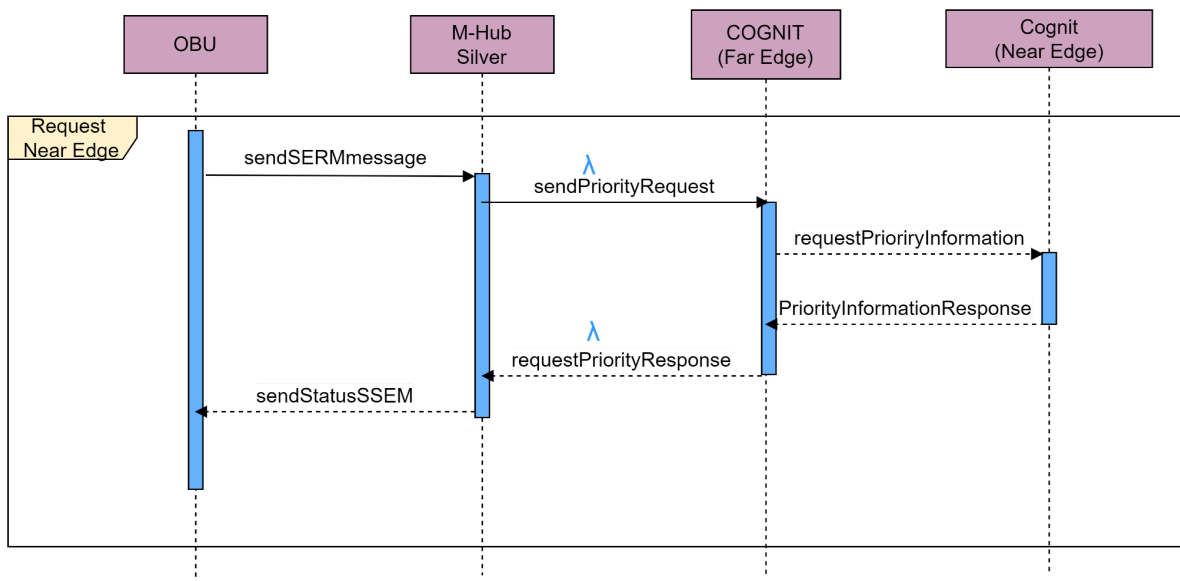 OBU
M-Hub
Silver
COGNIT
(Far Edge)
Cognit
(Near Edge)
Request
Near Edge
sendSERMmessage
λ
sendPriorityRequest
requestPrioriryInformation
PriorityInformationResponse
λ
requestPriorityResponse
sendStatusSSEM